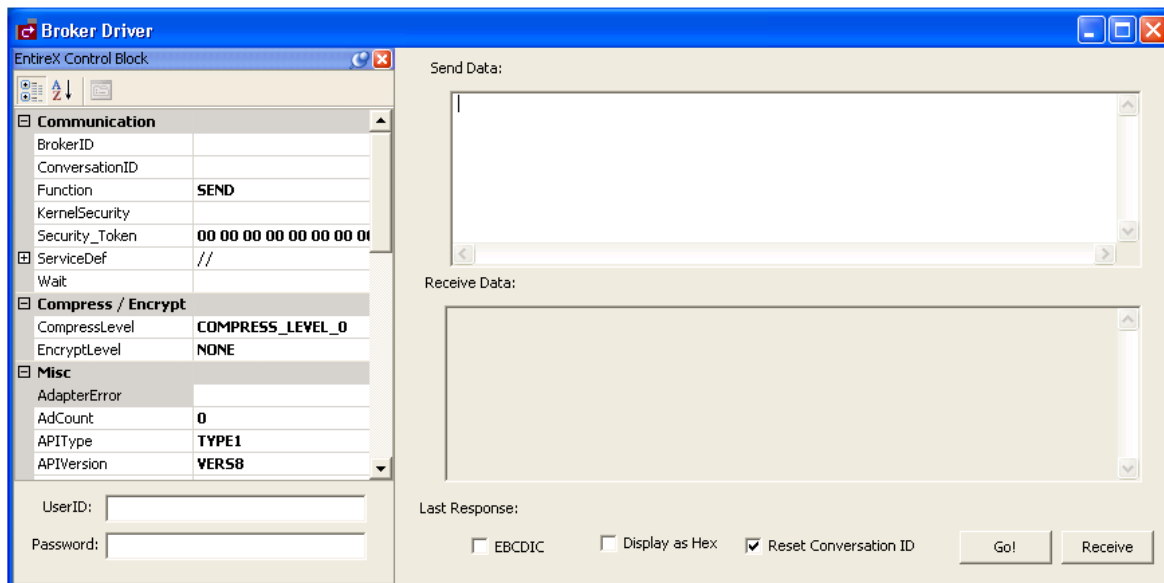 Broker Driver
EntireX Control Block
Send Data:
Communication
BrokerID
ConversationID
Function SEND
KernelSecurity
Security_Token 00 00 00 00 00 00 00 00
ServiceDef //
Wait
Receive Data:
Compress / Encrypt
CompressLevel COMPRESS_LEVEL_0
EncryptLevel NONE
Misc
AdapterError
AdCount 0
APIType TYPE1
APIVersion VERS8
UserID:
Last Response:
Password:
EBCDIC
Display as Hex
Reset Conversation ID
Go!
Receive